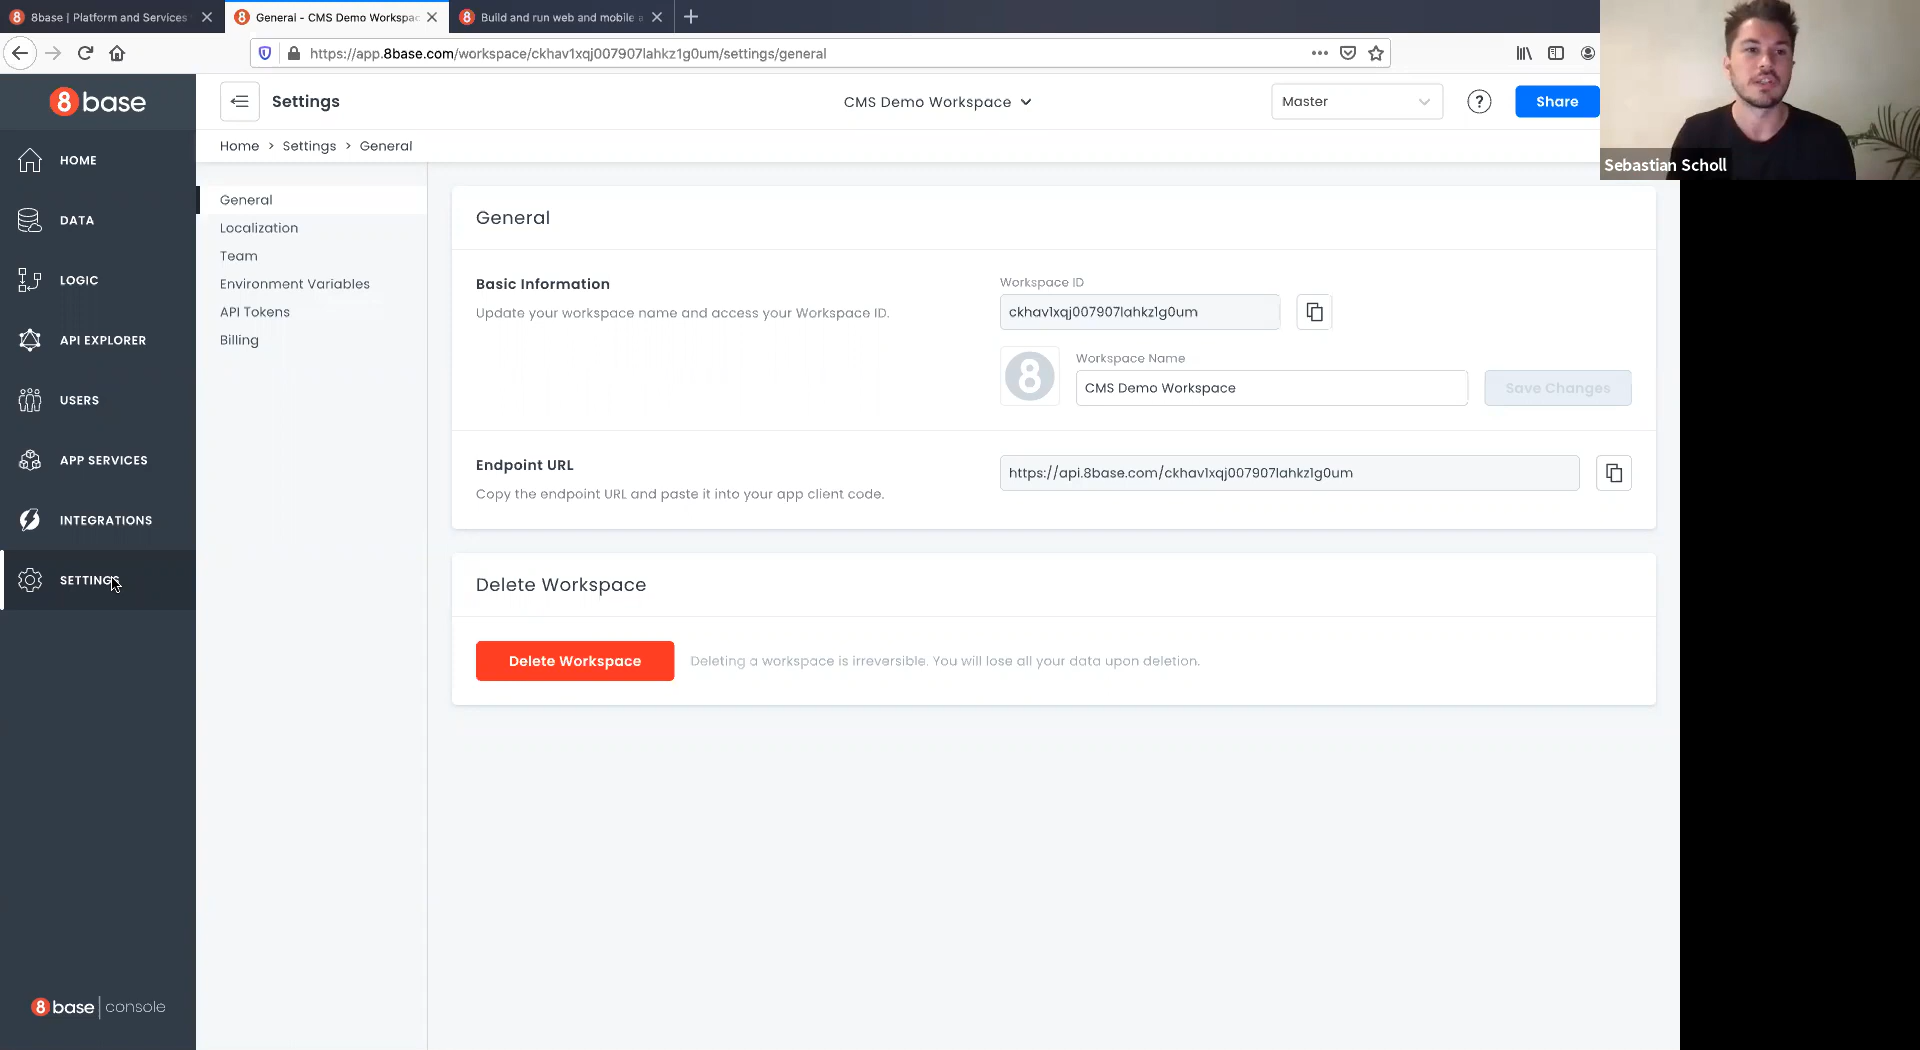 8base | Platform and Services
General - CMS Demo Workspac
Build and run web and mobile a
https://app.8base.com/workspace/ckhav1xqj007907lahkz1g0um/settings/general
8base
Settings
CMS Demo Workspace
Master
?
Share
Home > Settings > General
Sebastian Scholl
HOME
DATA
LOGIC
API EXPLORER
USERS
APP SERVICES
INTEGRATIONS
SETTINGS
General
Localization
Team
Environment Variables
API Tokens
Billing
General
Basic Information
Update your workspace name and access your Workspace ID.
Workspace ID
ckhav1xqj007907lahkz1g0um
Workspace Name
CMS Demo Workspace
Save Changes
Endpoint URL
Copy the endpoint URL and paste it into your app client code.
https://api.8base.com/ckhav1xqj007907lahkz1g0um
Delete Workspace
Delete Workspace
Deleting a workspace is irreversible. You will lose all your data upon deletion.
8base | console